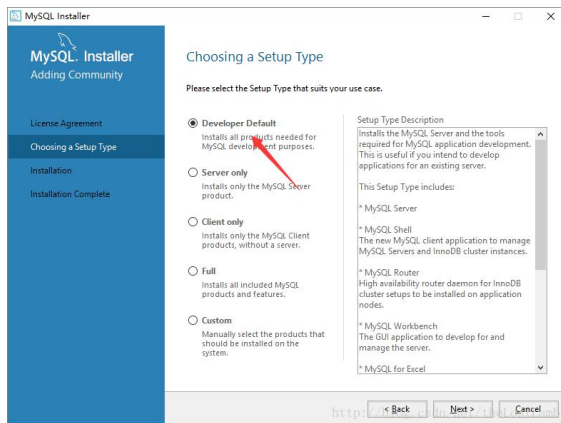 MySQL Installer
MySQL. Installer
Adding Community
License Agreement
Choosing a Setup Type
Installation
Installation Complete
Choosing a Setup Type
Please select the Setup Type that suits your use case.
Developer Default
Installs all products needed for
MySQL development purposes.
Server only
Installs only the MySQL Server
product.
Client only
Installs only the MySQL Client
products, without a server.
Full
Installs all included MySQL
products and features.
Custom
Manually select the products that
should be installed on the
system.
Setup Type Description
Installs the MySQL Server and the tools
required for MySQL application development.
This is useful if you intend to develop
applications for an existing server.
This Setup Type includes:
* MySQL Server
* MySQL Shell
The new MySQL client application to manage
MySQL Servers and InnoDB cluster instances.
* MySQL Router
High availability router daemon for InnoDB
cluster setups to be installed on application
nodes.
* MySQL Workbench
The GUI application to develop for and
manage the server.
* MySQL for Excel
< Back
Next >
Cancel